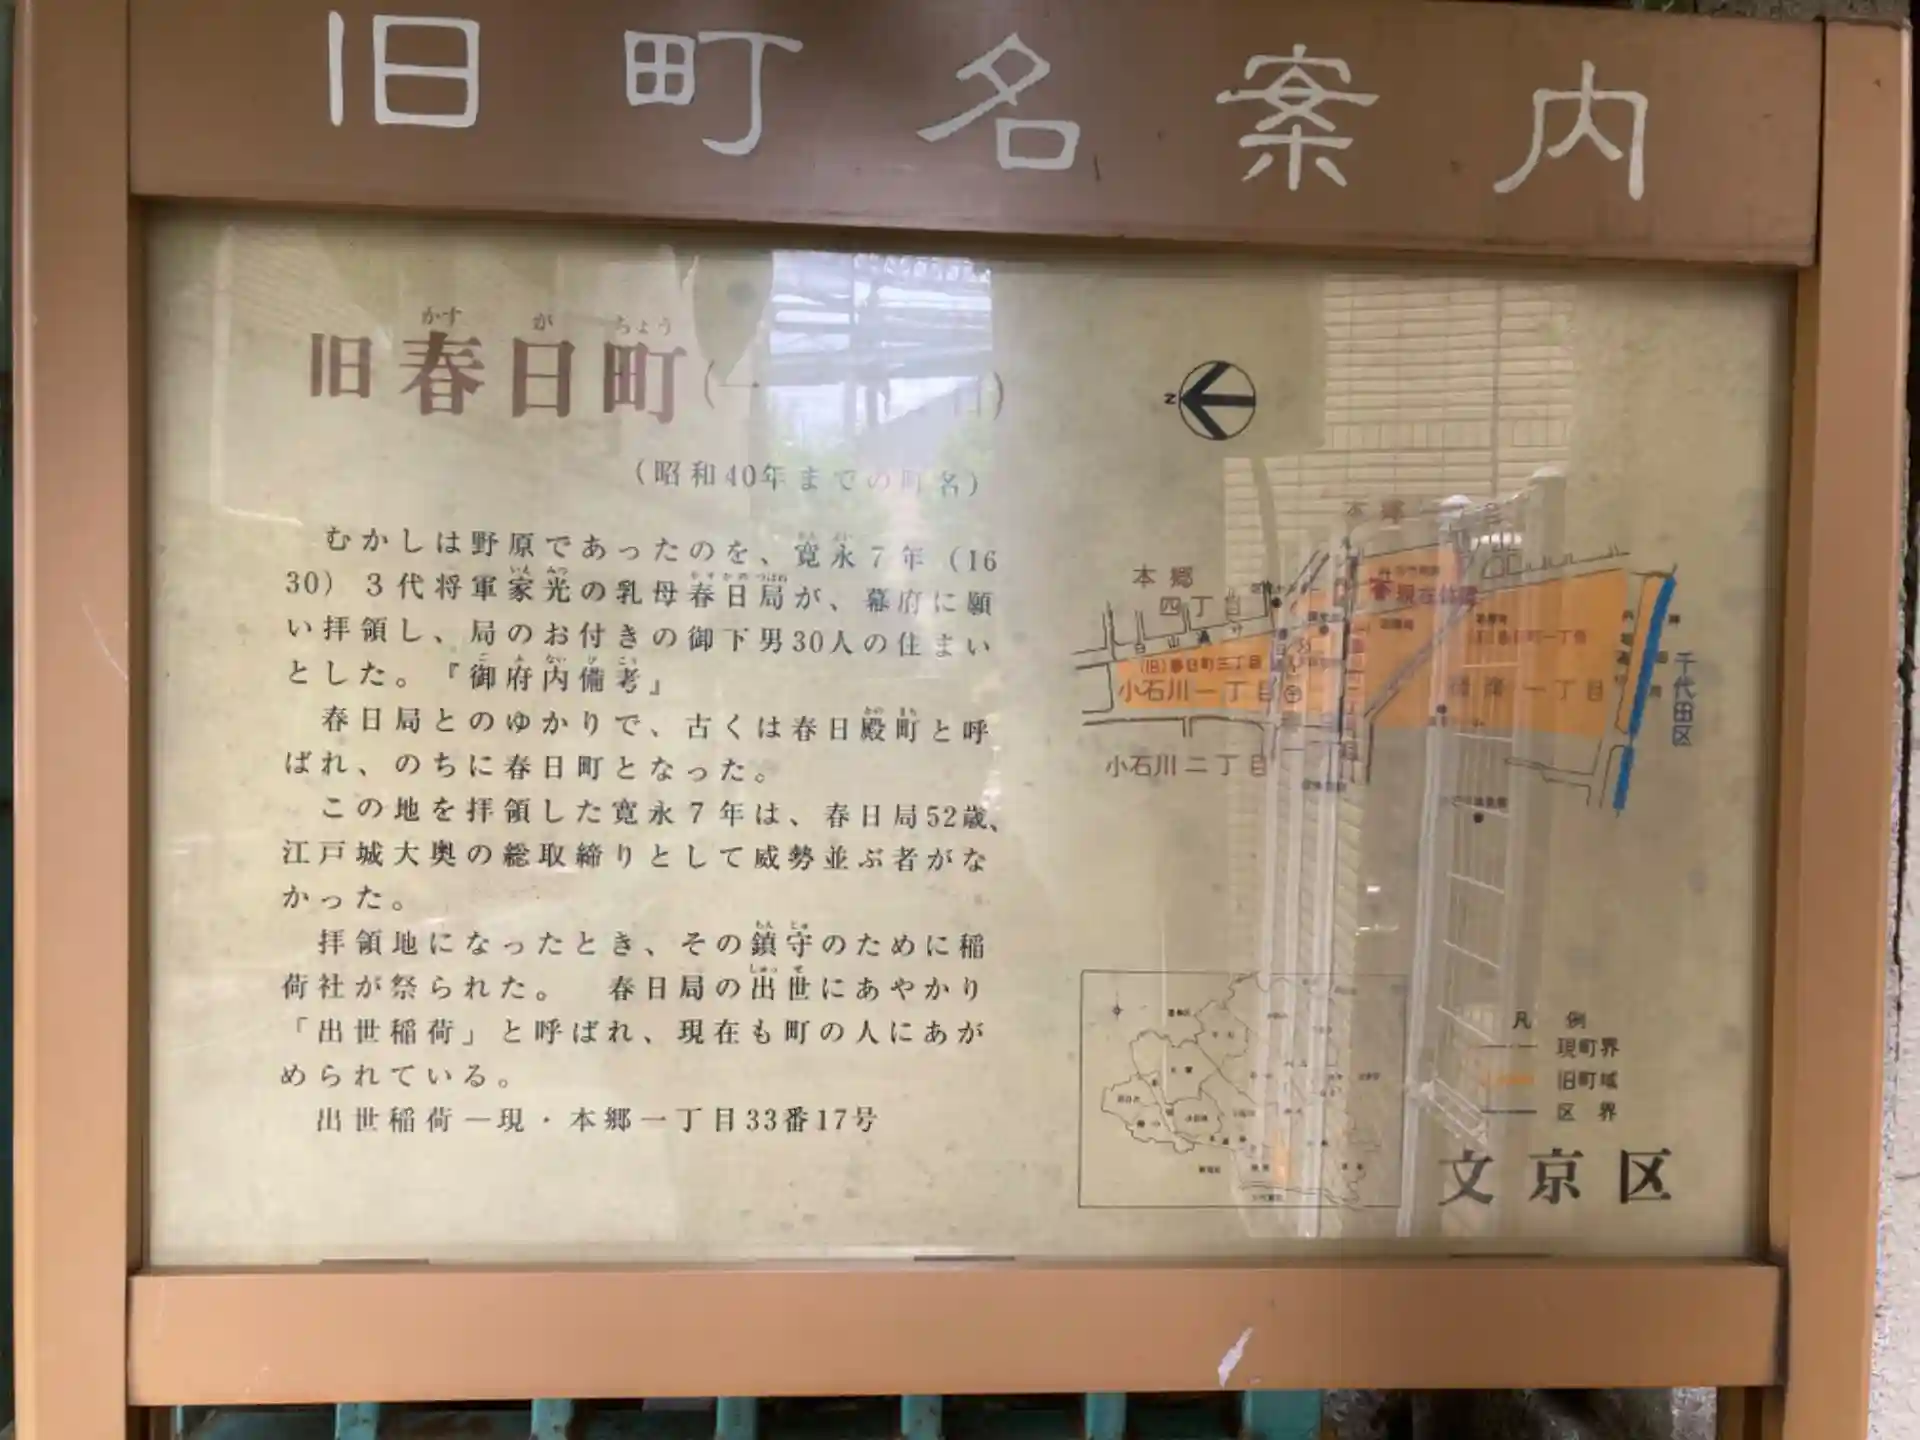 旧町名案内
旧春日町
かすがちょう
(昭和40年までの町名)
むかしは野原であったのを、寛永7年(16
30)3代将軍家光の乳母春日局が、幕府に願
い拝領し、局のお付きの御下男30人の住まい
とした。『御府内備考』
春日局とのゆかりで、古くは春日殿町と呼
ばれ、のちに春日町となった。
この地を拝領した寛永7年は、春日局52歳、
江戸城大奥の総取締りとして威勢並ぶ者がな
かった。
拝領地になったとき、その鎮守のために稲
荷社が祭られた。 春日局の出世にあやかり
「出世稲荷」と呼ばれ、現在も町の人にあが
められている。
出世稲荷—現・本郷一丁目33番17号
N
本郷
四丁目
(旧)春日町三丁目
小石川一丁目
小石川二丁目
千代田区
凡例
現町界
旧町域
区界
文京区